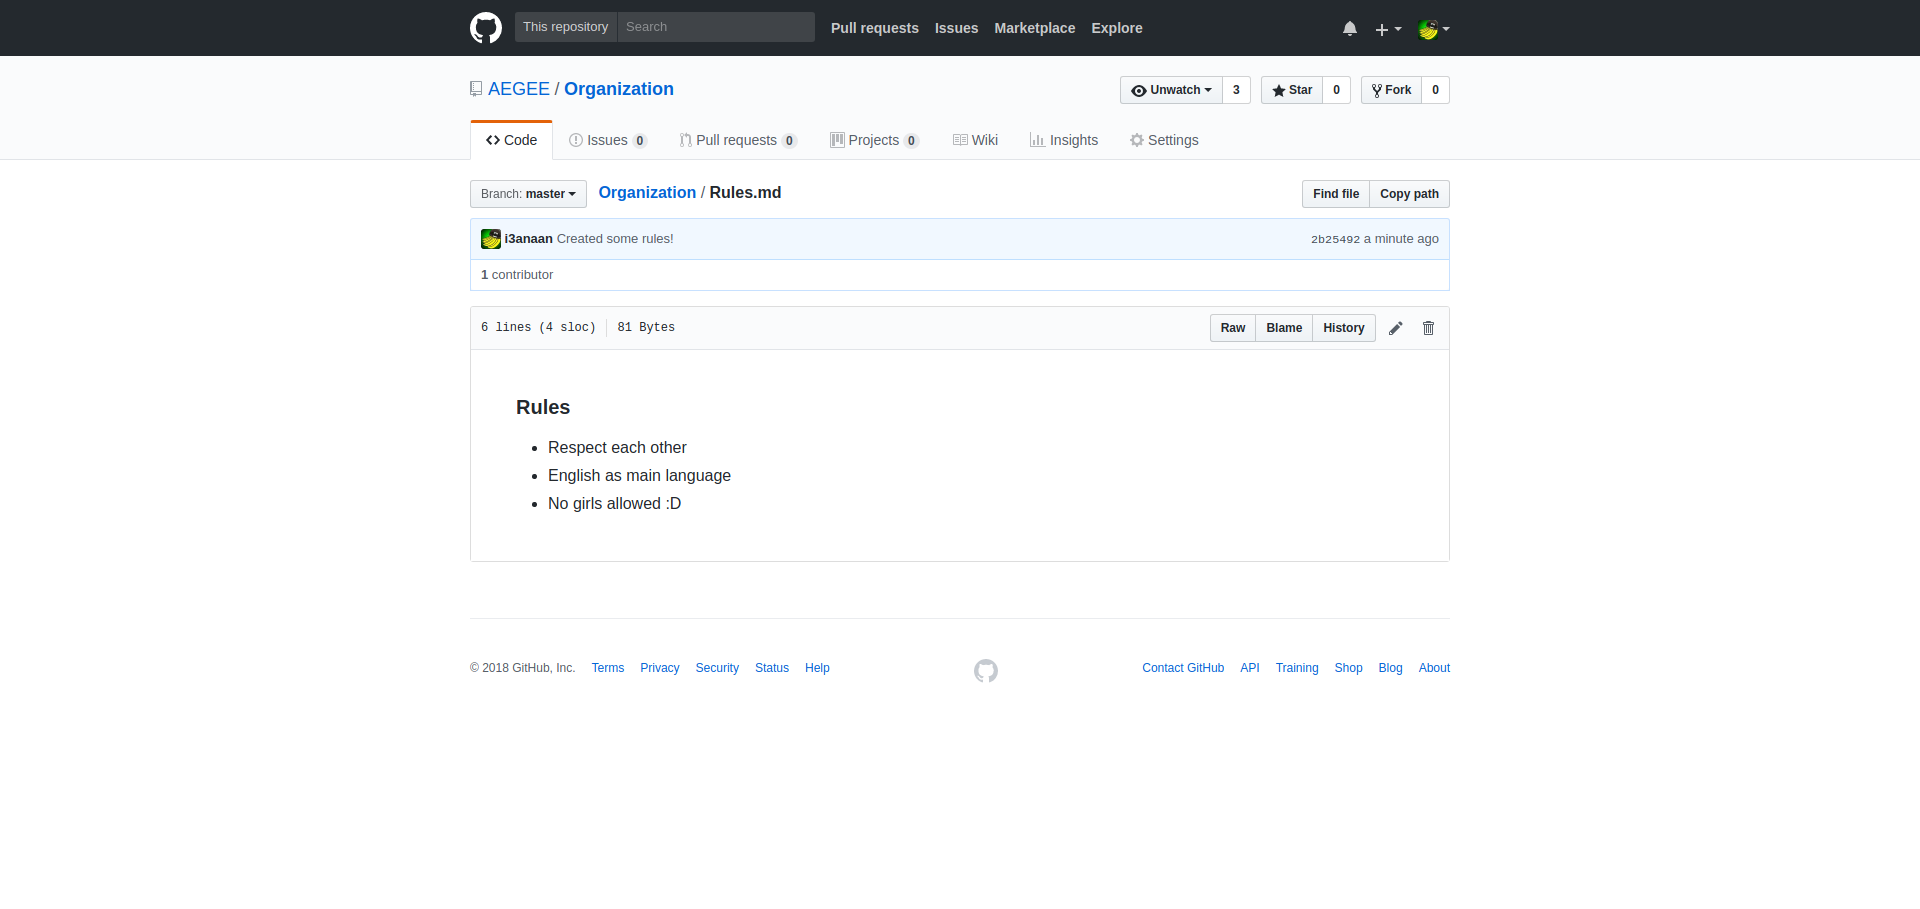 This repository Search Pull requests Issues Marketplace Explore
AEGEE / Organization Unwatch 3 Star 0 Fork 0
Code Issues 0 Pull requests 0 Projects 0 Wiki Insights Settings
Branch: master Organization / Rules.md Find file Copy path
i3anaan Created some rules! 2b25492 a minute ago
1 contributor
6 lines (4 sloc) 81 Bytes Raw Blame History
Rules
• Respect each other
• English as main language
• No girls allowed :D
© 2018 GitHub, Inc. Terms Privacy Security Status Help Contact GitHub API Training Shop Blog About